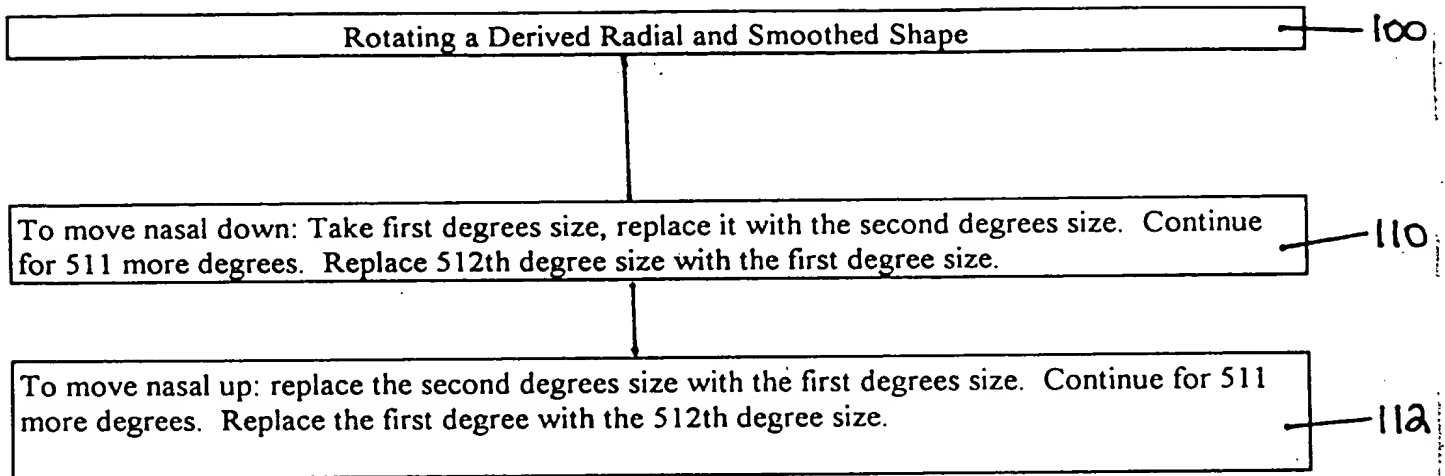 Rotating a Derived Radial and Smoothed Shape
100
To move nasal down: Take first degrees size, replace it with the second degrees size. Continue
for 511 more degrees. Replace 512th degree size with the first degree size.
110
To move nasal up: replace the second degrees size with the first degrees size. Continue for 511
more degrees. Replace the first degree with the 512th degree size.
112